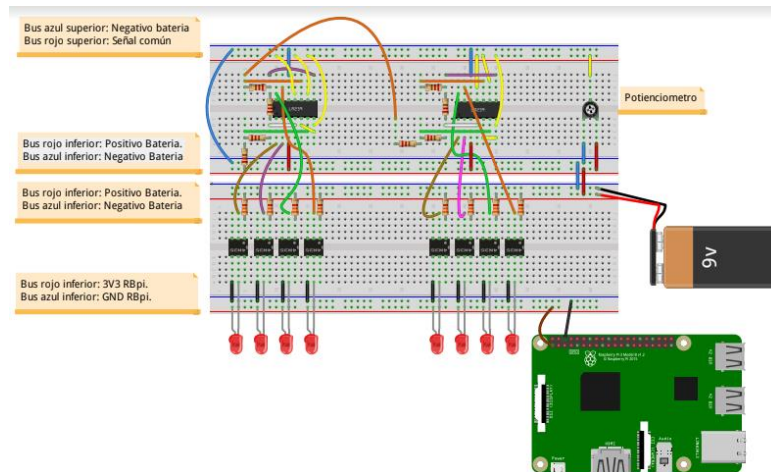 Bus azul superior: Negativo bateria
Bus rojo superior: Señal común
Potienciometro
Bus rojo inferior: Positivo Bateria.
Bus azul inferior: Negativo Bateria
Bus rojo inferior: Positivo Bateria.
Bus azul inferior: Negativo Bateria
9v
Bus rojo inferior: 3V3 RBpi.
Bus azul inferior: GND RBpi.